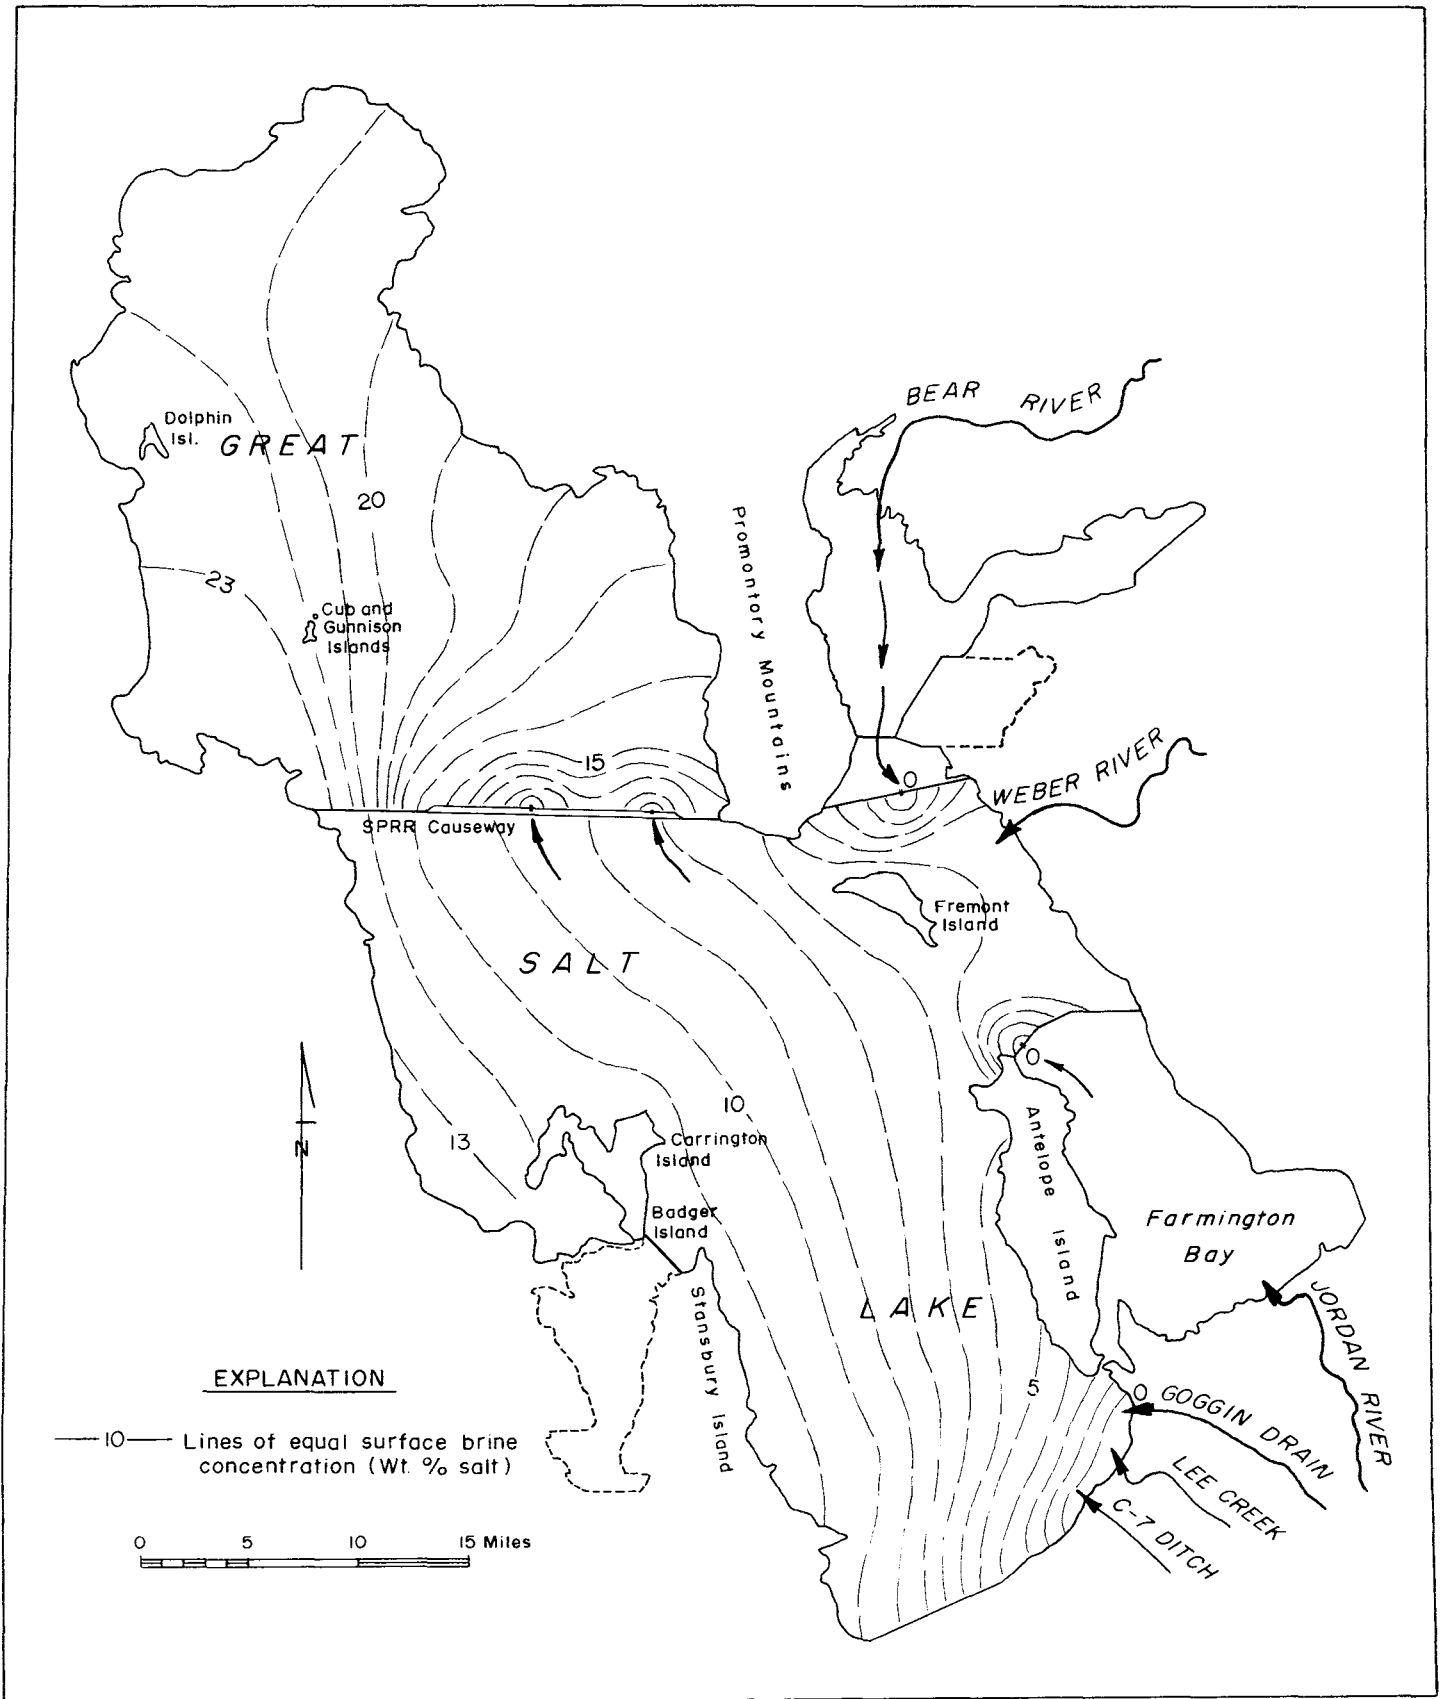 BEAR RIVER
Dolphin
Isl.
GREAT
20
Promontory Mountains
23
Cub and
Gunnison
Islands
WEBER RIVER
15
0
SPRR Causeway
Fremont
Island
SALT
0
10
N
13
Carrington
Island
Antelope Island
Badger
Island
Farmington
Bay
Stansbury Island
LAKE
JORDAN RIVER
EXPLANATION
5
0
GOGGIN DRAIN
10 Lines of equal surface brine
concentration (Wt. % salt)
LEE CREEK
C-7 DITCH
0 5 10 15 Miles